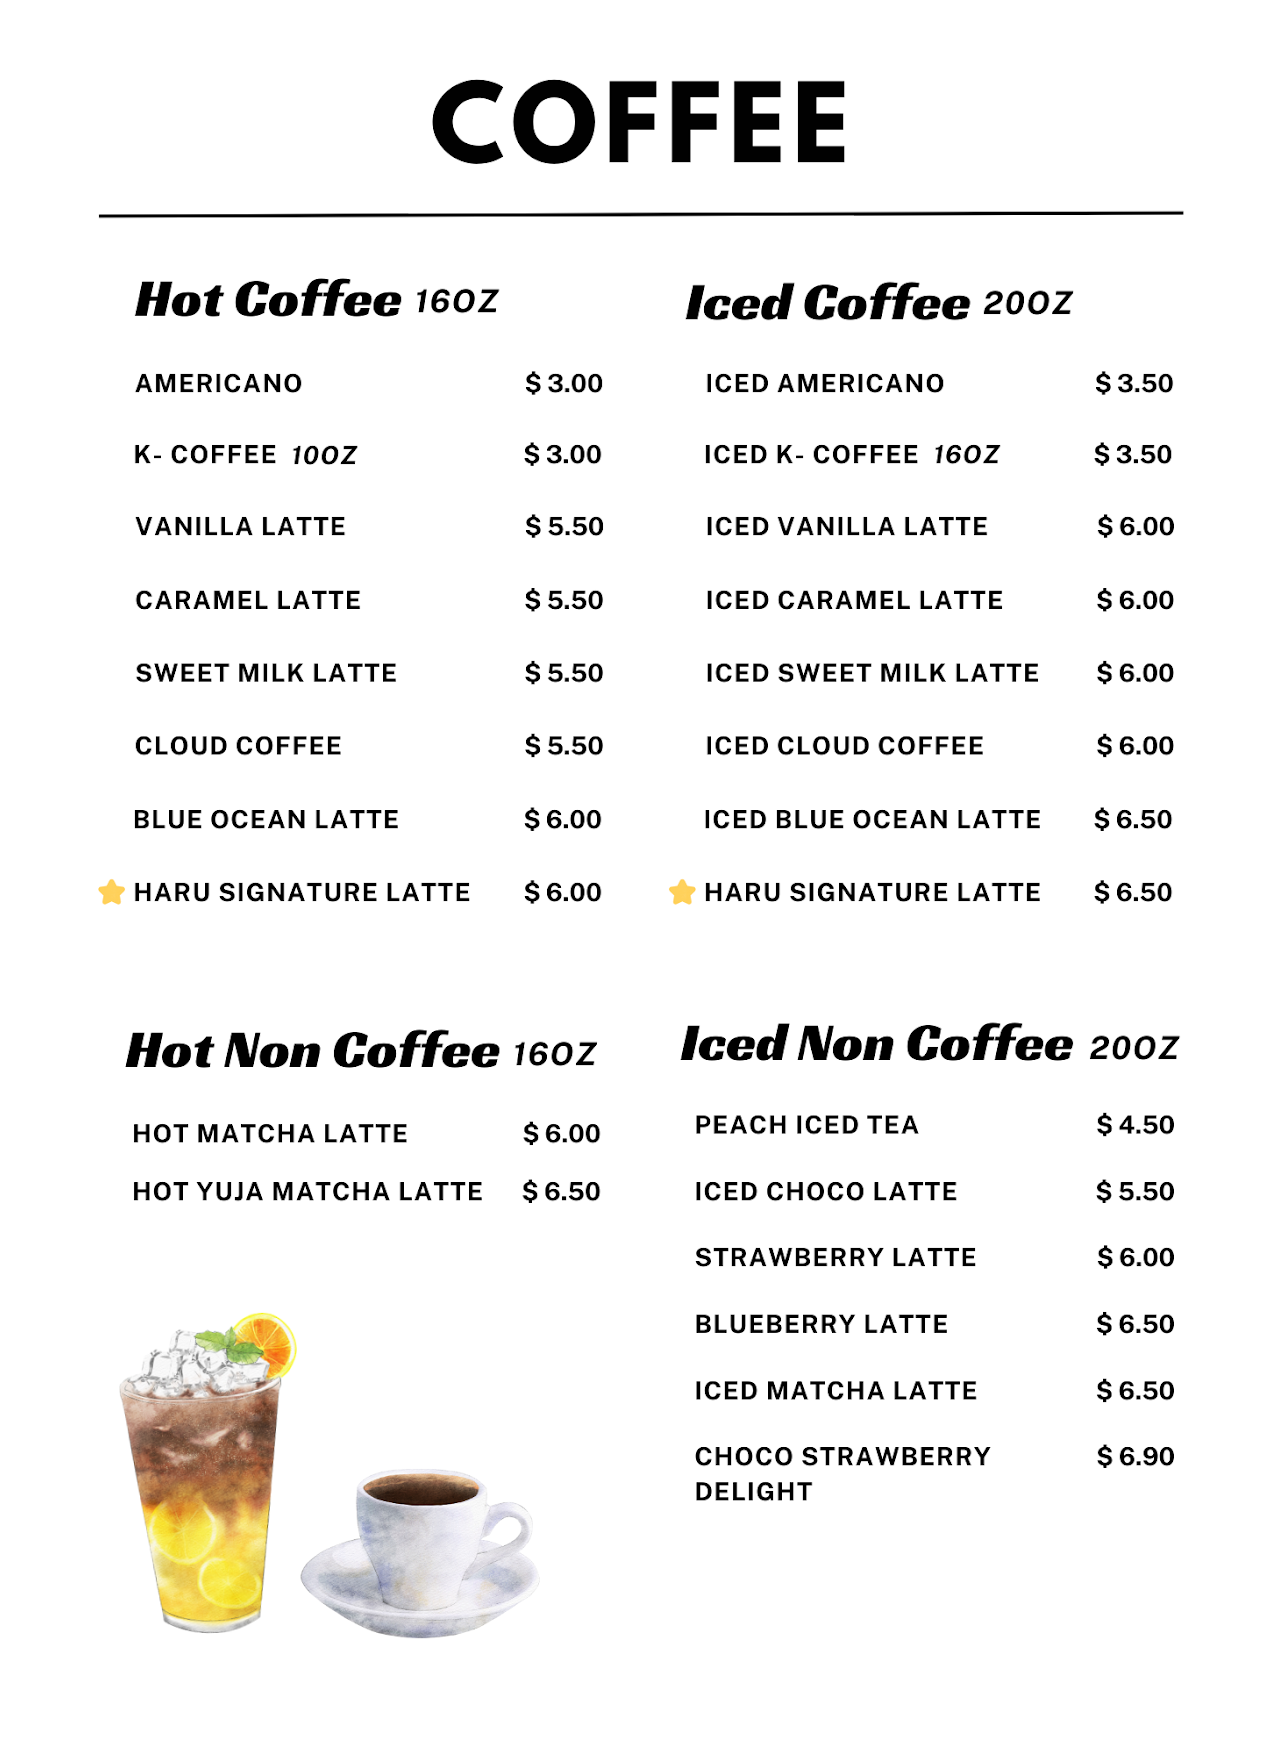 COFFEE
Hot Coffee 16OZ
AMERICANO $ 3.00
K- COFFEE 10OZ $ 3.00
VANILLA LATTE $ 5.50
CARAMEL LATTE $ 5.50
SWEET MILK LATTE $ 5.50
CLOUD COFFEE $ 5.50
BLUE OCEAN LATTE $ 6.00
HARU SIGNATURE LATTE $ 6.00
Iced Coffee 20OZ
ICED AMERICANO $ 3.50
ICED K- COFFEE 16OZ $ 3.50
ICED VANILLA LATTE $ 6.00
ICED CARAMEL LATTE $ 6.00
ICED SWEET MILK LATTE $ 6.00
ICED CLOUD COFFEE $ 6.00
ICED BLUE OCEAN LATTE $ 6.50
HARU SIGNATURE LATTE $ 6.50
Hot Non Coffee 16OZ
HOT MATCHA LATTE $ 6.00
HOT YUJA MATCHA LATTE $ 6.50
Iced Non Coffee 20OZ
PEACH ICED TEA $ 4.50
ICED CHOCO LATTE $ 5.50
STRAWBERRY LATTE $ 6.00
BLUEBERRY LATTE $ 6.50
ICED MATCHA LATTE $ 6.50
CHOCO STRAWBERRY $ 6.90
DELIGHT